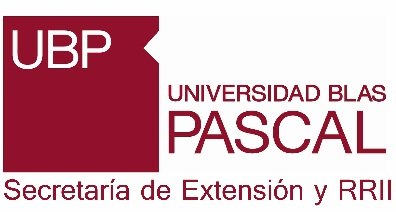 UBP
UNIVERSIDAD BLAS
PASCAL
Secretaría de Extensión y RRII